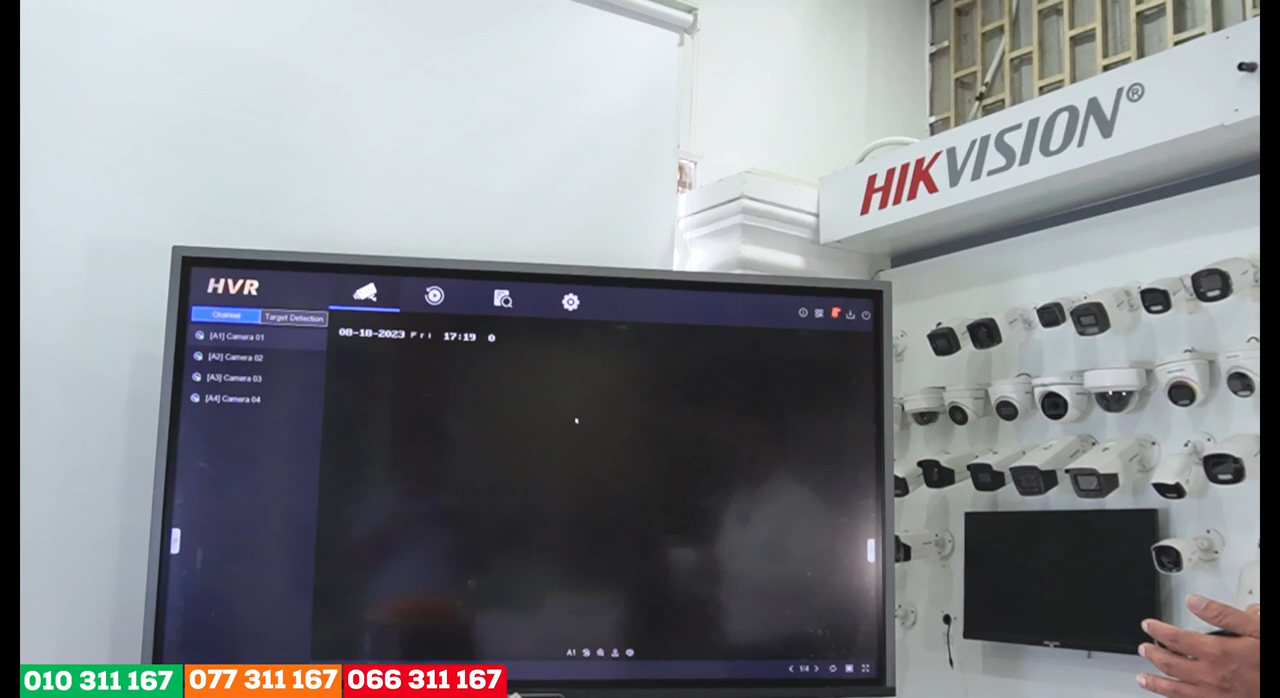 HIKVISION®
HVR
Channel
Target Detection
08-18-2023 Fri 17:19
[A1] Camera 01
[A2] Camera 02
[A3] Camera 03
[A4] Camera 04
A1
1/4
010 311 167
077 311 167
066 311 167